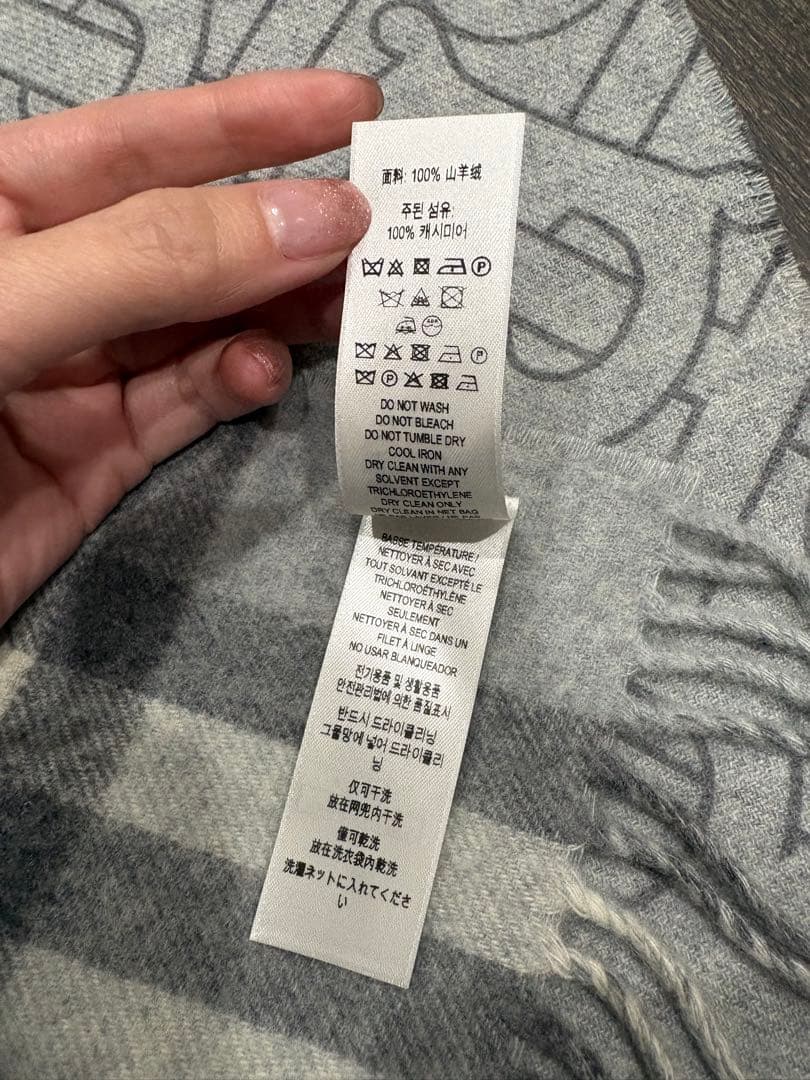 面料: 100% 山羊绒
주된 섬유:
100% 캐시미어
P
P
P
DO NOT WASH
DO NOT BLEACH
DO NOT TUMBLE DRY
COOL IRON
DRY CLEAN WITH ANY
SOLVENT EXCEPT
TRICHLOROETHYLENE
DRY CLEAN ONLY
DRY CLEAN IN NET BAG
BASSE TEMPÉRATURE /
NETTOYER À SEC AVEC
TOUT SOLVANT EXCEPTÉ LE
TRICHLOROÉTHYLÈNE
NETTOYER À SEC
SEULEMENT
NETTOYER À SEC DANS UN
FILET À LINGE
NO USAR BLANQUEADOR
전기용품 및 생활용품
안전관리법에 의한 품질표시
반드시 드라이클리닝
그물망에 넣어 드라이클리
닝
仅可干洗
放在网兜内干洗
僅可乾洗
放在洗衣袋內乾洗
洗濯ネットに入れてくださ
い